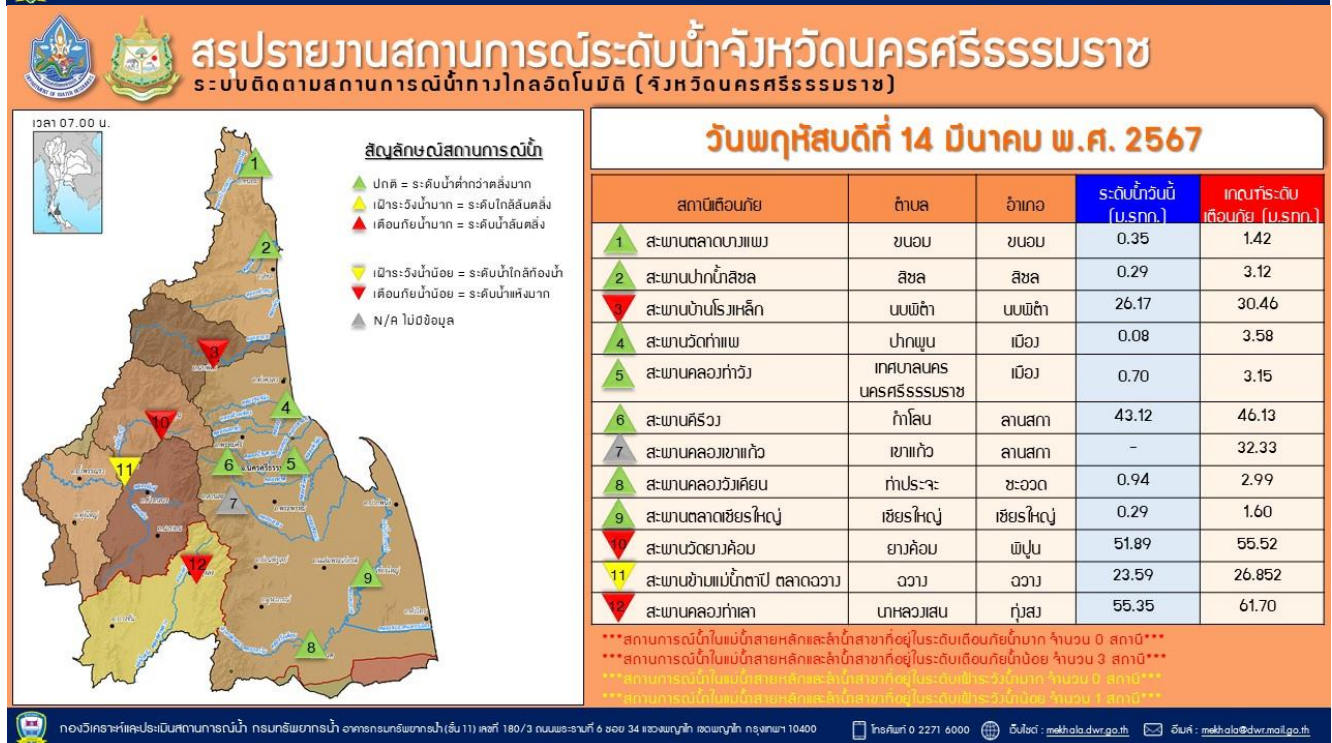 สรุปรายงานสถานการณ์ระดับน้ำจังหวัดนครศรีธรรมราช
ระบบติดตามสถานการณ์น้ำทางไกลอัตโนมัติ (จังหวัดนครศรีธรรมราช)
เวลา 07.00 น.
สัญลักษณ์สถานการณ์น้ำ
ปกติ = ระดับน้ำต่ำกว่าตลิ่งมาก
เฝ้าระวังน้ำมาก = ระดับใกล้ล้นตลิ่ง
เตือนภัยน้ำมาก = ระดับน้ำล้นตลิ่ง
เฝ้าระวังน้ำน้อย = ระดับน้ำใกล้ท้องน้ำ
เตือนภัยน้ำน้อย = ระดับน้ำแห้งมาก
N/A ไม่มีข้อมูล
1
2
3
4
10
11
6
5
7
12
9
8
วันพฤหัสบดีที่ 14 มีนาคม พ.ศ. 2567
สถานีเตือนภัย ตำบล อำเภอ ระดับน้ำวันนี้ (ม.รทก.) เกณฑ์ระดับเตือนภัย (ม.รทก.)
1 สะพานตลาดบางแพง ขนอม ขนอม 0.35 1.42
2 สะพานปากน้ำสิชล สิชล สิชล 0.29 3.12
3 สะพานบ้านโรงเหล็ก นบพิตำ นบพิตำ 26.17 30.46
4 สะพานวัดท่าแพ ปากพูน เมือง 0.08 3.58
5 สะพานคลองท่าวัง เทศบาลนครนครศรีธรรมราช เมือง 0.70 3.15
6 สะพานคีรีวง กำโลน ลานสกา 43.12 46.13
7 สะพานคลองเขาแก้ว เขาแก้ว ลานสกา - 32.33
8 สะพานคลองวังเคียน ท่าประจะ ชะอวด 0.94 2.99
9 สะพานตลาดเชียรใหญ่ เชียรใหญ่ เชียรใหญ่ 0.29 1.60
10 สะพานวัดยางค้อม ยางค้อม พิปูน 51.89 55.52
11 สะพานข้ามแม่น้ำตาปี ตลาดฉวาง ฉวาง ฉวาง 23.59 26.852
12 สะพานคลองท่าเลา นาหลวงเสน ทุ่งสง 55.35 61.70
***สถานการณ์น้ำในแม่น้ำสายหลักและลำน้ำสาขาที่อยู่ในระดับเตือนภัยน้ำมาก จำนวน 0 สถานี***
***สถานการณ์น้ำในแม่น้ำสายหลักและลำน้ำสาขาที่อยู่ในระดับเตือนภัยน้ำน้อย จำนวน 3 สถานี***
***สถานการณ์น้ำในแม่น้ำสายหลักและลำน้ำสาขาที่อยู่ในระดับเฝ้าระวังน้ำมาก จำนวน 0 สถานี***
***สถานการณ์น้ำในแม่น้ำสายหลักและลำน้ำสาขาที่อยู่ในระดับเฝ้าระวังน้ำน้อย จำนวน 1 สถานี***
กองวิเคราะห์และประเมินสถานการณ์น้ำ กรมทรัพยากรน้ำ อาคารกรมทรัพยากรน้ำ (ชั้น 11) เลขที่ 180/3 ถนนพระรามที่ 6 ซอย 34 แขวงพญาไท เขตพญาไท กรุงเทพฯ 10400 โทรศัพท์ 0 2271 6000 เว็บไซต์ : mekhala.dwr.go.th อีเมล์ : mekhala@dwr.mail.go.th